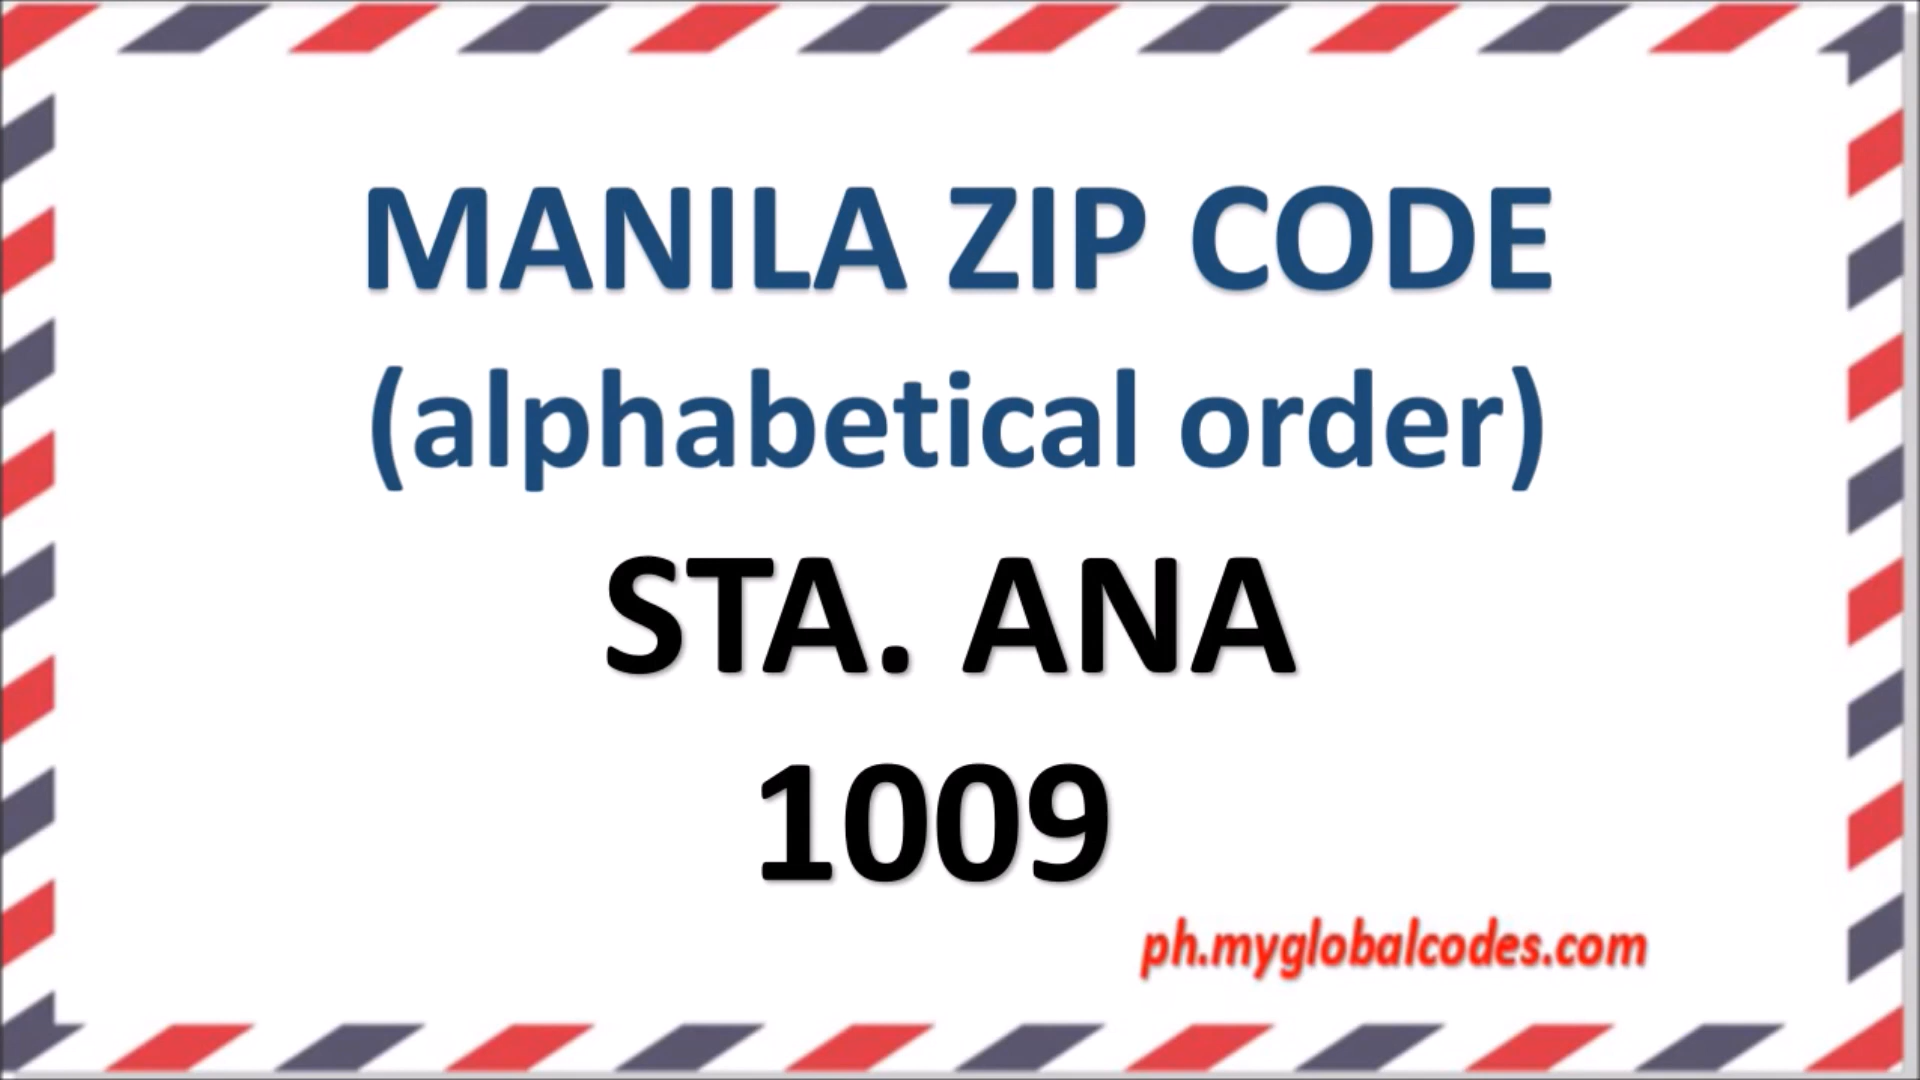 MANILA ZIP CODE
(alphabetical order)
STA. ANA
1009
ph.myglobalcodes.com